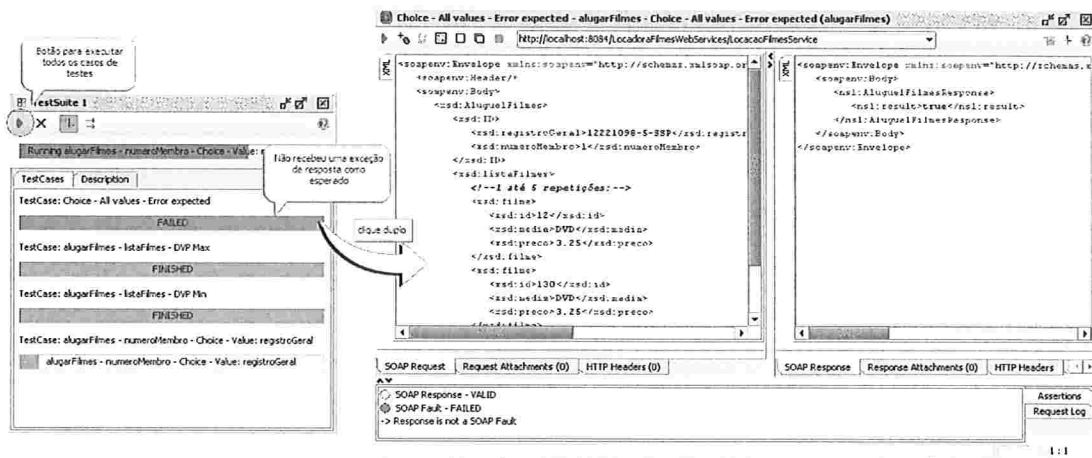 Botão para executar
todos os casos de
testes
TestSuite 1
Running alugarFilmes - numeroMembro - Choice - Value:
Não recebeu uma exceção
de resposta como
esperado
TestCases
Description
TestCase: Choice - All values - Error expected
FAILED
TestCase: alugarFilmes - listaFilmes - DVP Max
FINISHED
TestCase: alugarFilmes - listaFilmes - DVP Min
FINISHED
TestCase: alugarFilmes - numeroMembro - Choice - Value: registroGeral
alugarFilmes - numeroMembro - Choice - Value: registroGeral
clique duplo
Choice - All values - Error expected - alugarFilmes - Choice - All values - Error expected (alugarFilmes)
http://localhost:8084/LocadoraFilmesWebServices/LocacaoFilmesService
XML
<soapenv:Envelope xmlns:soapenv="http://schemas.xmlsoap.or
<soapenv:Header/>
<soapenv:Body>
<xsd:AluguelFilmes>
<xsd:ID>
<xsd:registroGeral>12221098-5-SSP</xsd:registr
<xsd:numeroMembro>1</xsd:numeroMembro>
</xsd:ID>
<xsd:listaFilmes>
<!--1 até 5 repetições:-->
<xsd:filme>
<xsd:id>12</xsd:id>
<xsd:media>DVD</xsd:media>
<xsd:preco>3.25</xsd:preco>
</xsd:filme>
<xsd:filme>
<xsd:id>130</xsd:id>
<xsd:media>DVD</xsd:media>
<xsd:preco>3.25</xsd:preco>
</xsd:filme>
XML
<soapenv:Envelope xmlns:soapenv="http://schemas.x
<soapenv:Body>
<ns1:AluguelFilmesResponse>
<ns1:result>true</ns1:result>
</ns1:AluguelFilmesResponse>
</soapenv:Body>
</soapenv:Envelope>
SOAP Request
Request Attachments (0)
HTTP Headers (0)
SOAP Response
Response Attachments (0)
HTTP Headers
SOAP Response - VALID
SOAP Fault - FAILED
-> Response is not a SOAP Fault
Assertions
Request Log
1 : 1